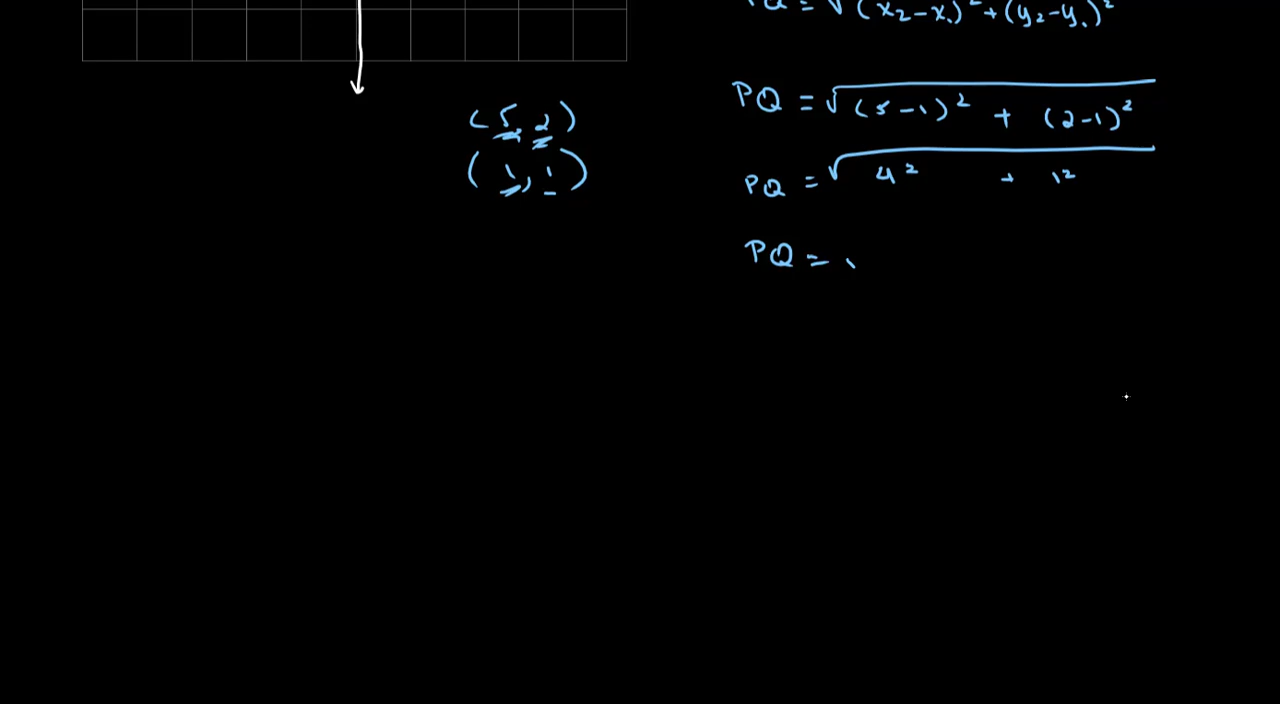 PQ = √(x₂-x₁)²+(y₂-y₁)²
(5,2)
(1,1)
PQ = √(5-1)² + (2-1)²
PQ = √4² + 1²
PQ =